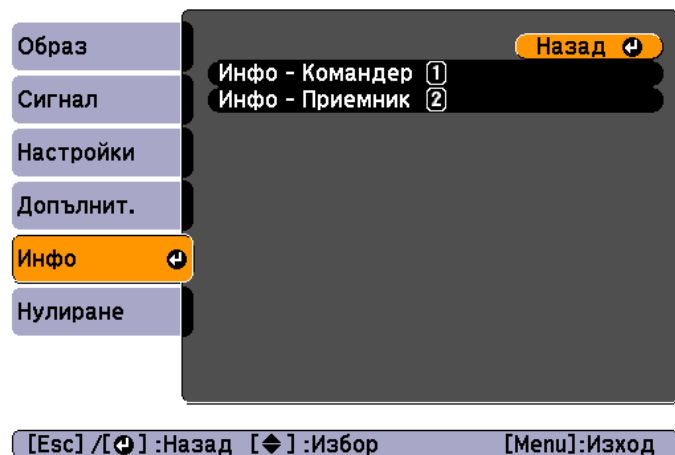 Образ
Сигнал
Настройки
Допълнит.
Инфо
Нулиране
Назад
Инфо - Командер 1
Инфо - Приемник 2
[Esc] /[⏎] :Назад [◆] :Избор [Menu]:Изход